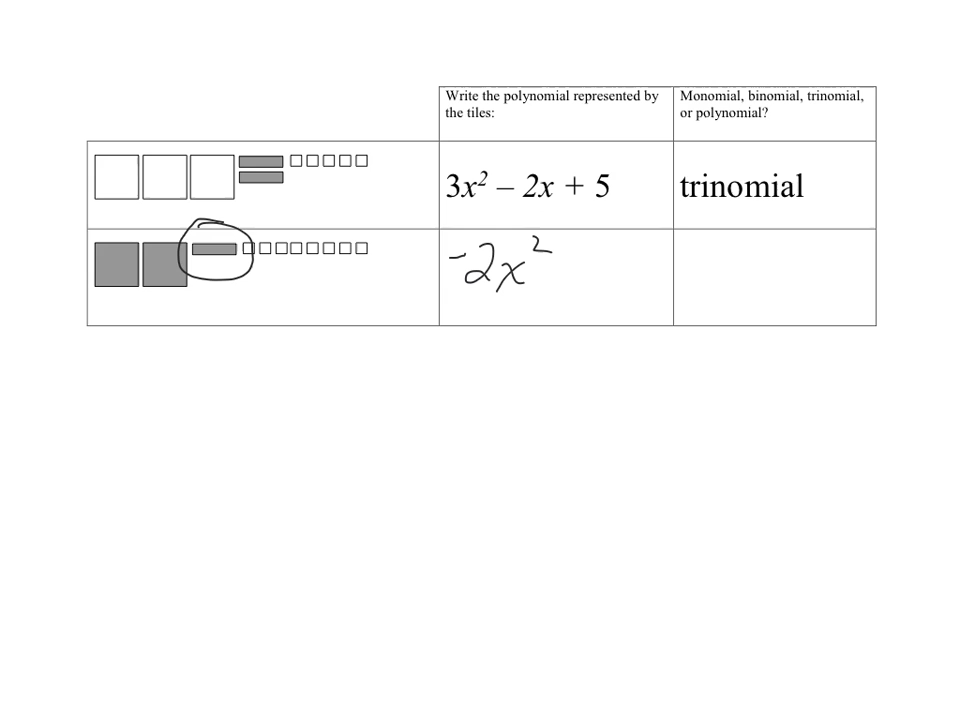 Write the polynomial represented by
the tiles:
Monomial, binomial, trinomial,
or polynomial?
3x² – 2x + 5
trinomial
-2x²